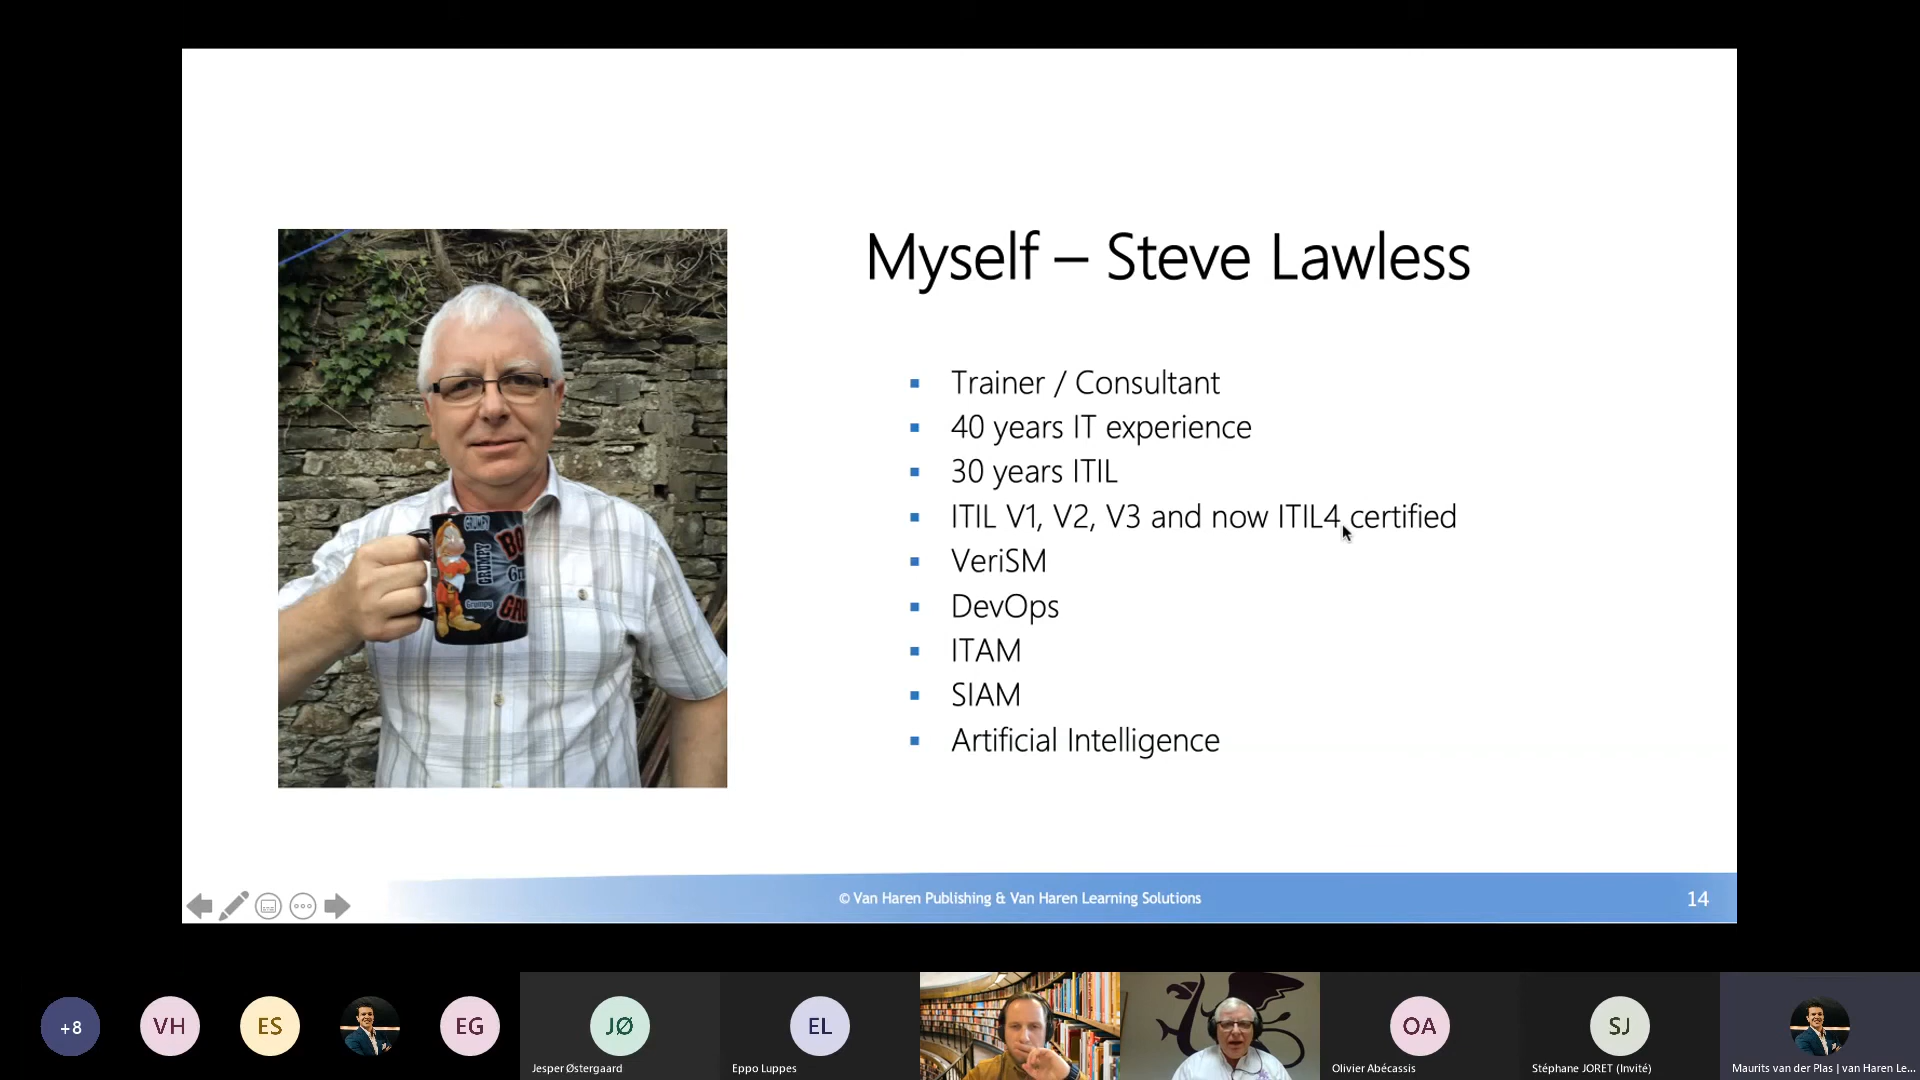 Myself – Steve Lawless
Trainer / Consultant
40 years IT experience
30 years ITIL
ITIL V1, V2, V3 and now ITIL4 certified
VeriSM
DevOps
ITAM
SIAM
Artificial Intelligence
GRUMPY
GRUMPY
Grumpy
© Van Haren Publishing & Van Haren Learning Solutions
14
+8
VH
ES
EG
JØ
Jesper Østergaard
EL
Eppo Luppes
OA
Olivier Abécassis
SJ
Stéphane JORET (Invité)
Maurits van der Plas | van Haren Le...